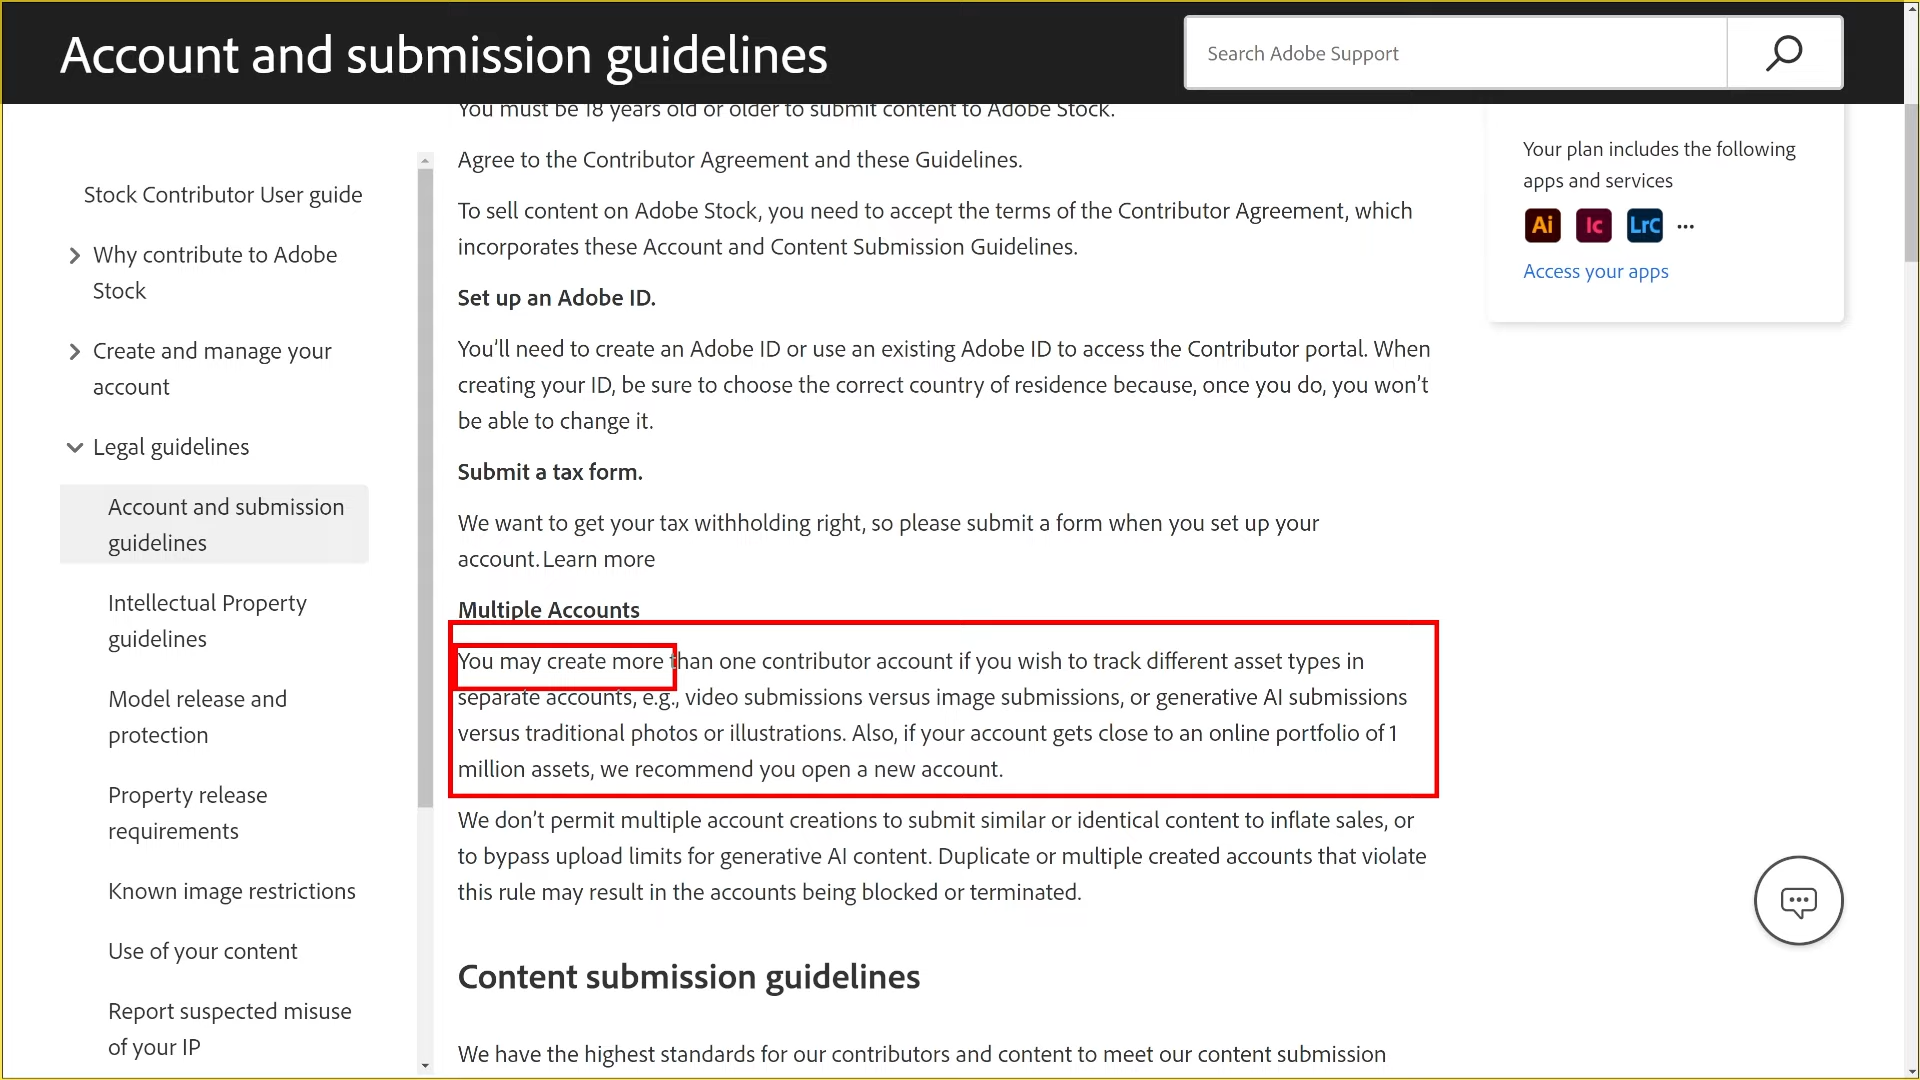 Account and submission guidelines
Search Adobe Support
You must be 18 years old or older to submit content to Adobe Stock.
Agree to the Contributor Agreement and these Guidelines.
To sell content on Adobe Stock, you need to accept the terms of the Contributor Agreement, which
incorporates these Account and Content Submission Guidelines.
Set up an Adobe ID.
You’ll need to create an Adobe ID or use an existing Adobe ID to access the Contributor portal. When
creating your ID, be sure to choose the correct country of residence because, once you do, you won’t
be able to change it.
Submit a tax form.
We want to get your tax withholding right, so please submit a form when you set up your
account. Learn more
Multiple Accounts
You may create more than one contributor account if you wish to track different asset types in
separate accounts, e.g., video submissions versus image submissions, or generative AI submissions
versus traditional photos or illustrations. Also, if your account gets close to an online portfolio of 1
million assets, we recommend you open a new account.
We don’t permit multiple account creations to submit similar or identical content to inflate sales, or
to bypass upload limits for generative AI content. Duplicate or multiple created accounts that violate
this rule may result in the accounts being blocked or terminated.
Content submission guidelines
We have the highest standards for our contributors and content to meet our content submission
Stock Contributor User guide
Why contribute to Adobe
Stock
Create and manage your
account
Legal guidelines
Account and submission
guidelines
Intellectual Property
guidelines
Model release and
protection
Property release
requirements
Known image restrictions
Use of your content
Report suspected misuse
of your IP
Your plan includes the following
apps and services
Ai Ic LrC ...
Access your apps